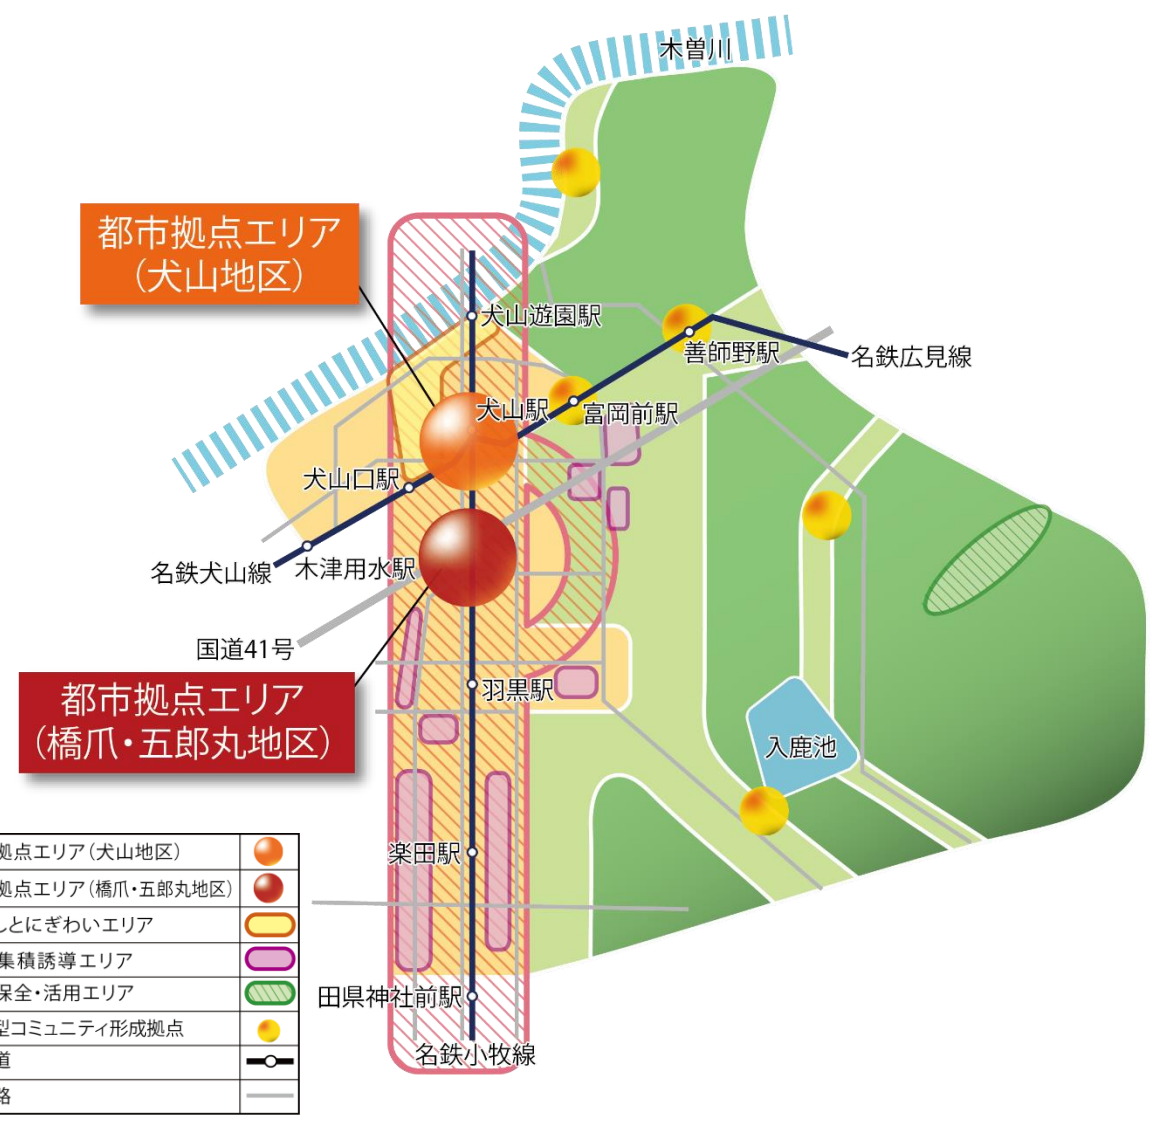 木曽川
都市拠点エリア
(犬山地区)
犬山遊園駅
善師野駅
名鉄広見線
犬山駅
富岡前駅
犬山口駅
名鉄犬山線
木津用水駅
国道41号
都市拠点エリア
(橋爪・五郎丸地区)
羽黒駅
入鹿池
楽田駅
田県神社前駅
名鉄小牧線
拠点エリア(犬山地区)
拠点エリア(橋爪・五郎丸地区)
しとにぎわいエリア
集積誘導エリア
保全・活用エリア
型コミュニティ形成拠点
道
路